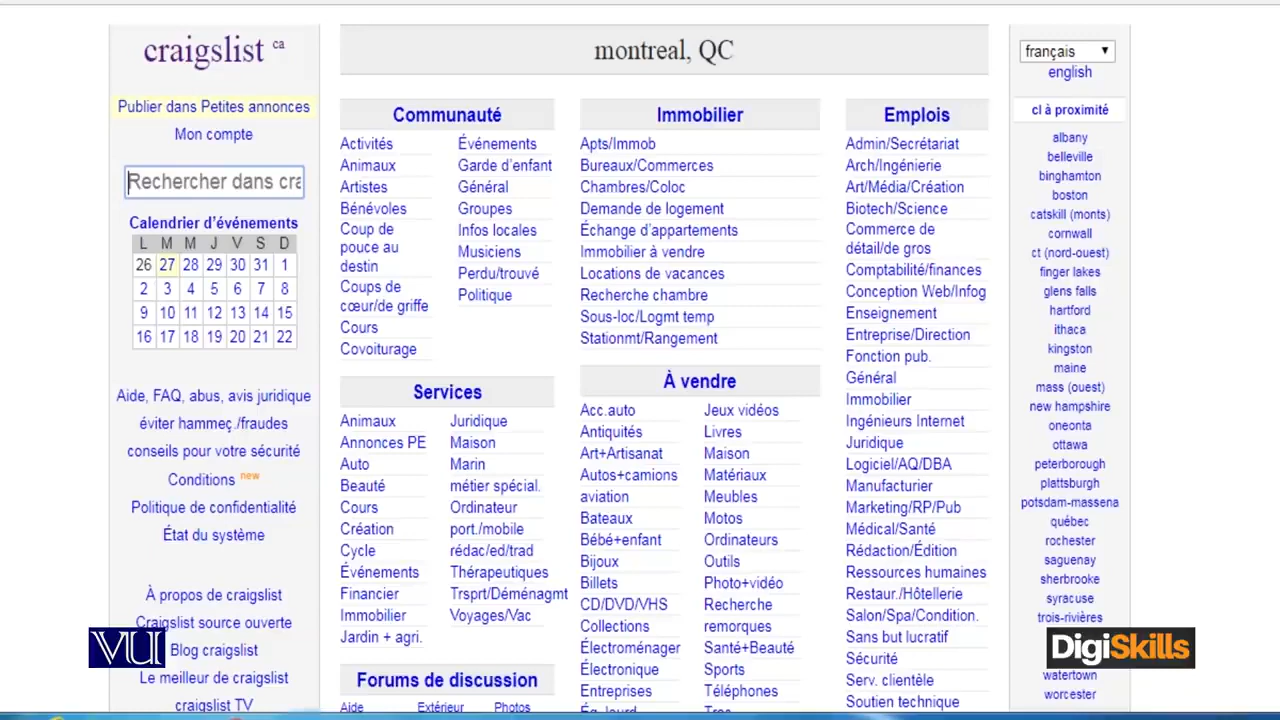 craigslist ca
Publier dans Petites annonces
Mon compte
Rechercher dans cra
Calendrier d'événements
L M M J V S D
26 27 28 29 30 31 1
2 3 4 5 6 7 8
9 10 11 12 13 14 15
16 17 18 19 20 21 22
Aide, FAQ, abus, avis juridique
éviter hammeç./fraudes
conseils pour votre sécurité
Conditions new
Politique de confidentialité
État du système
À propos de craigslist
Craigslist source ouverte
Blog craigslist
Le meilleur de craigslist
craigslist TV
VU
montreal, QC
Communauté
Activités
Animaux
Artistes
Bénévoles
Coup de
pouce au
destin
Coups de
cœur/de griffe
Cours
Covoiturage
Événements
Garde d'enfant
Général
Groupes
Infos locales
Musiciens
Perdu/trouvé
Politique
Services
Animaux
Annonces PE
Auto
Beauté
Cours
Création
Cycle
Événements
Financier
Immobilier
Jardin + agri.
Juridique
Maison
Marin
métier spécial.
Ordinateur
port./mobile
rédac/ed/trad
Thérapeutiques
Trsprt/Déménagmt
Voyages/Vac
Forums de discussion
Aide Extérieur Photos
Immobilier
Apts/Immob
Bureaux/Commerces
Chambres/Coloc
Demande de logement
Échange d'appartements
Immobilier à vendre
Locations de vacances
Recherche chambre
Sous-loc/Logmt temp
Stationmt/Rangement
À vendre
Acc.auto
Antiquités
Art+Artisanat
Autos+camions
aviation
Bateaux
Bébé+enfant
Bijoux
Billets
CD/DVD/VHS
Collections
Électroménager
Électronique
Entreprises
Jeux vidéos
Livres
Maison
Matériaux
Meubles
Motos
Ordinateurs
Outils
Photo+vidéo
Recherche
remorques
Santé+Beauté
Sports
Téléphones
Emplois
Admin/Secrétariat
Arch/Ingénierie
Art/Média/Création
Biotech/Science
Commerce de
détail/de gros
Comptabilité/finances
Conception Web/Infog
Enseignement
Entreprise/Direction
Fonction pub.
Général
Immobilier
Ingénieurs Internet
Juridique
Logiciel/AQ/DBA
Manufacturier
Marketing/RP/Pub
Médical/Santé
Rédaction/Édition
Ressources humaines
Restaur./Hôtellerie
Salon/Spa/Condition.
Sans but lucratif
Sécurité
Serv. clientèle
Soutien technique
français
english
cl à proximité
albany
belleville
binghamton
boston
catskill (monts)
cornwall
ct (nord-ouest)
finger lakes
glens falls
hartford
ithaca
kingston
maine
mass (ouest)
new hampshire
oneonta
ottawa
peterborough
plattsburgh
potsdam-massena
québec
rochester
saguenay
sherbrooke
syracuse
trois-rivières
DigiSkills
watertown
worcester